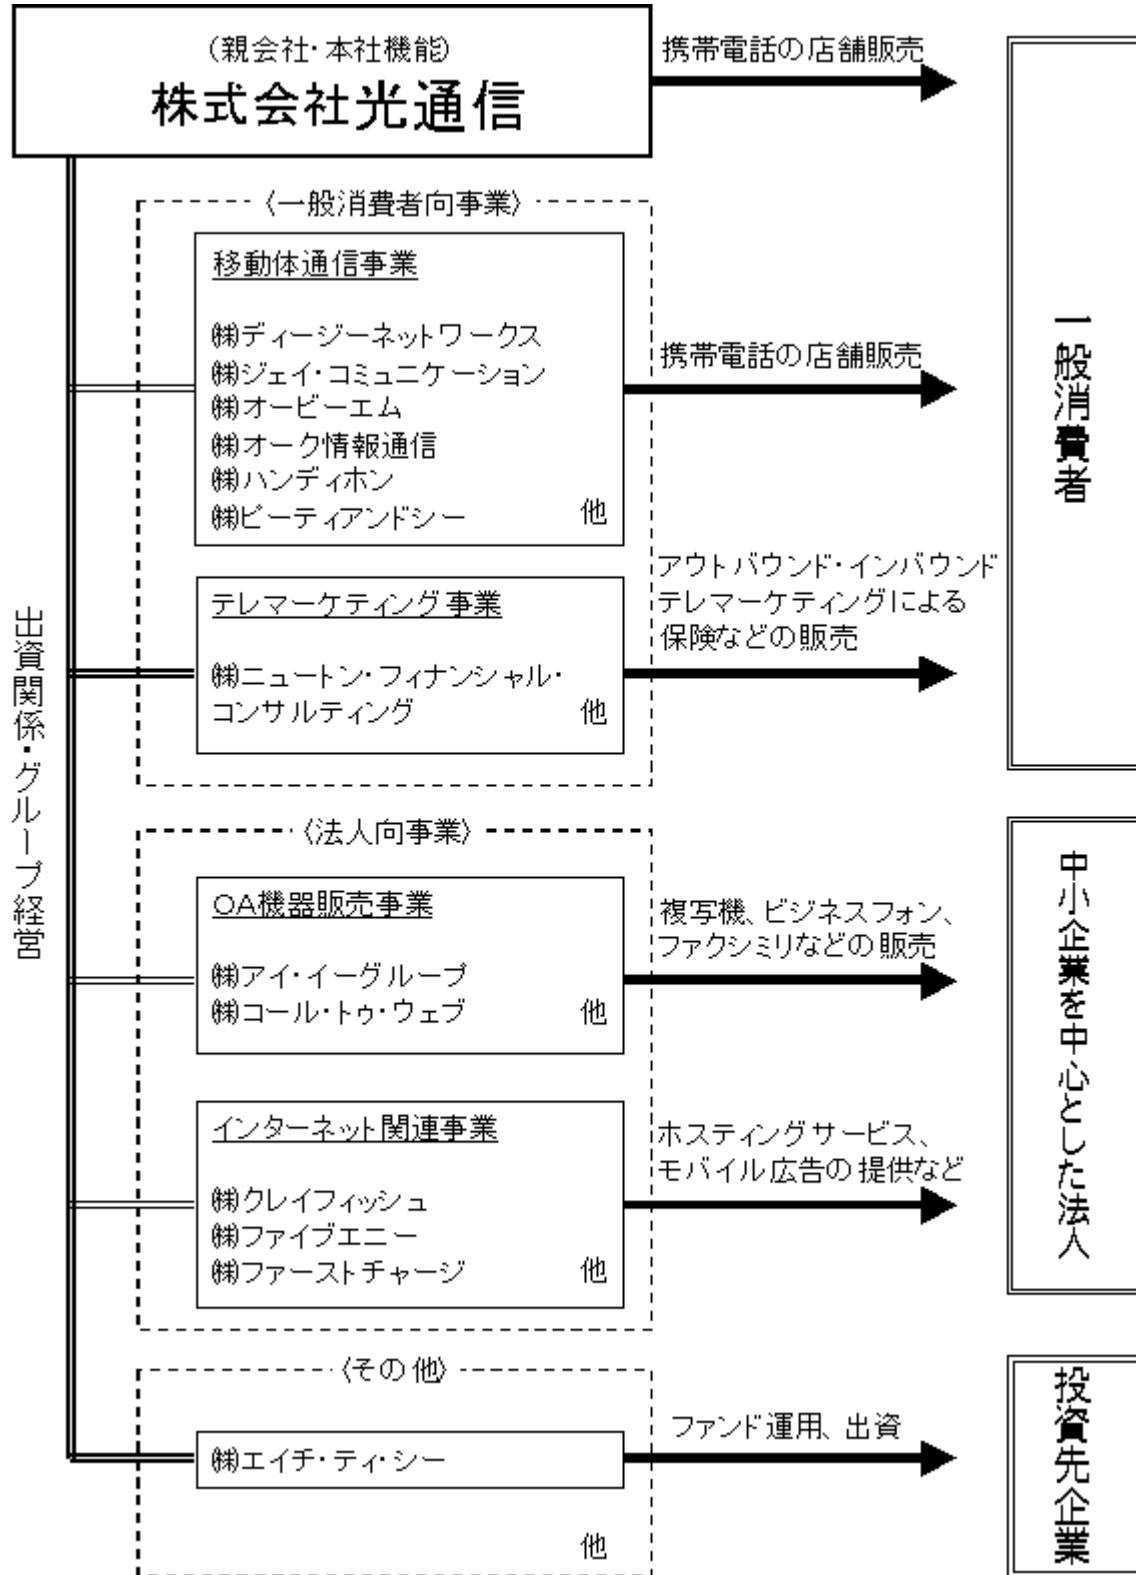 (親会社・本社機能)
株式会社光通信
携帯電話の店舗販売
〈一般消費者向事業〉
移動体通信事業
㈱ディージーネットワークス
㈱ジェイ・コミュニケーション
㈱オービーエム
㈱オーク情報通信
㈱ハンディホン
㈱ピーティアンドシー
他
携帯電話の店舗販売
テレマーケティング事業
㈱ニュートン・フィナンシャル・
コンサルティング
他
アウトバウンド・インバウンド
テレマーケティングによる
保険などの販売
一般消費者
出資関係・グループ経営
〈法人向事業〉
OA機器販売事業
㈱アイ・イーグループ
㈱コール・トゥ・ウェブ
他
複写機、ビジネスフォン、
ファクシミリなどの販売
インターネット関連事業
㈱クレイフィッシュ
㈱ファイブエニー
㈱ファーストチャージ
他
ホスティングサービス、
モバイル広告の提供など
中小企業を中心とした法人
〈その他〉
㈱エイチ・ティ・シー
他
ファンド運用、出資
投資先企業